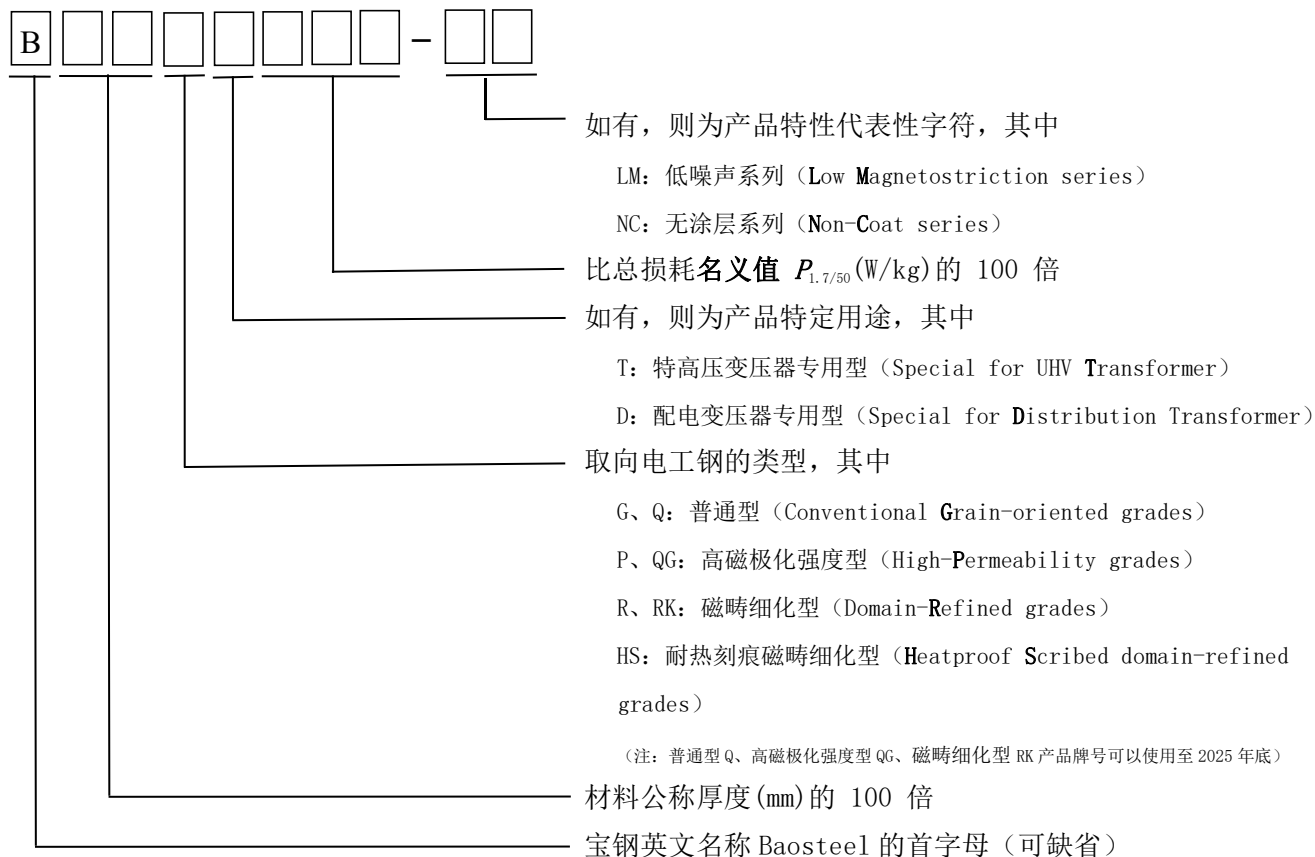 B - 
如有，则为产品特性代表性字符，其中
LM：低噪声系列（Low Magnetostriction series）
NC：无涂层系列（Non-Coat series）
比总损耗名义值 P1.7/50(W/kg)的 100 倍
如有，则为产品特定用途，其中
T：特高压变压器专用型（Special for UHV Transformer）
D：配电变压器专用型（Special for Distribution Transformer）
取向电工钢的类型，其中
G、Q：普通型（Conventional Grain-oriented grades）
P、QG：高磁极化强度型（High-Permeability grades）
R、RK：磁畴细化型（Domain-Refined grades）
HS：耐热刻痕磁畴细化型（Heatproof Scribed domain-refined
grades）
（注：普通型 Q、高磁极化强度型 QG、磁畴细化型 RK 产品牌号可以使用至 2025 年底）
材料公称厚度(mm)的 100 倍
宝钢英文名称 Baosteel 的首字母（可缺省）